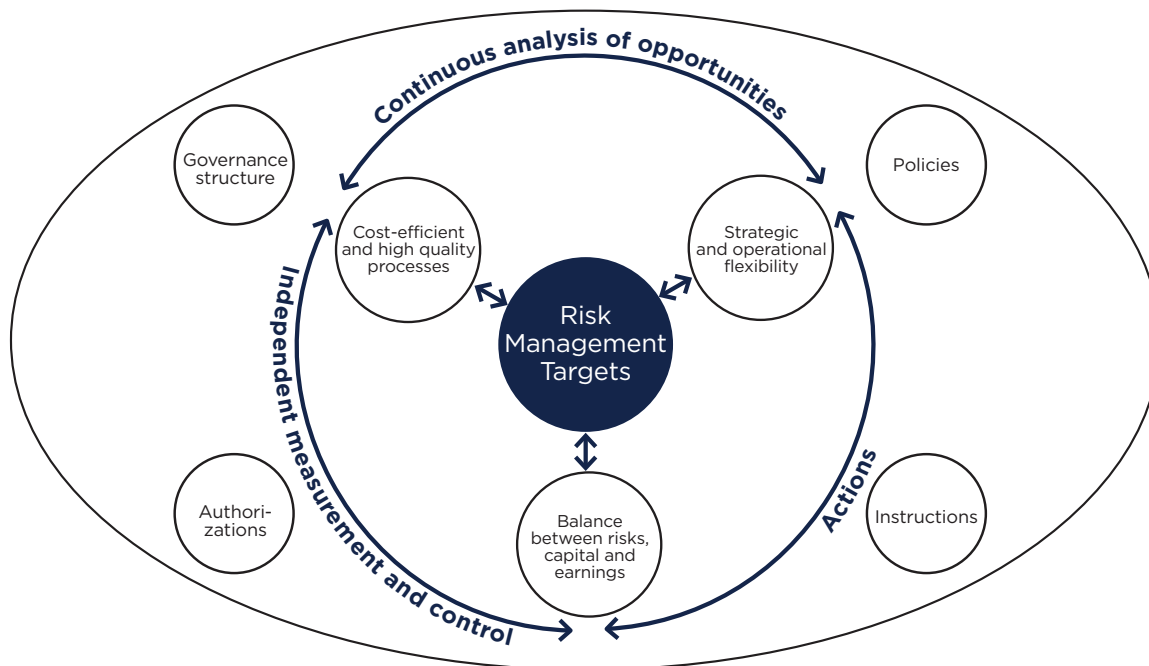 Continuous analysis of opportunities
Governance
structure
Policies
Cost-efficient
and high quality
processes
Strategic
and operational
flexibility
Risk
Management
Targets
Independent measurement and control
Actions
Authori-
zations
Balance
between risks,
capital and
earnings
Instructions